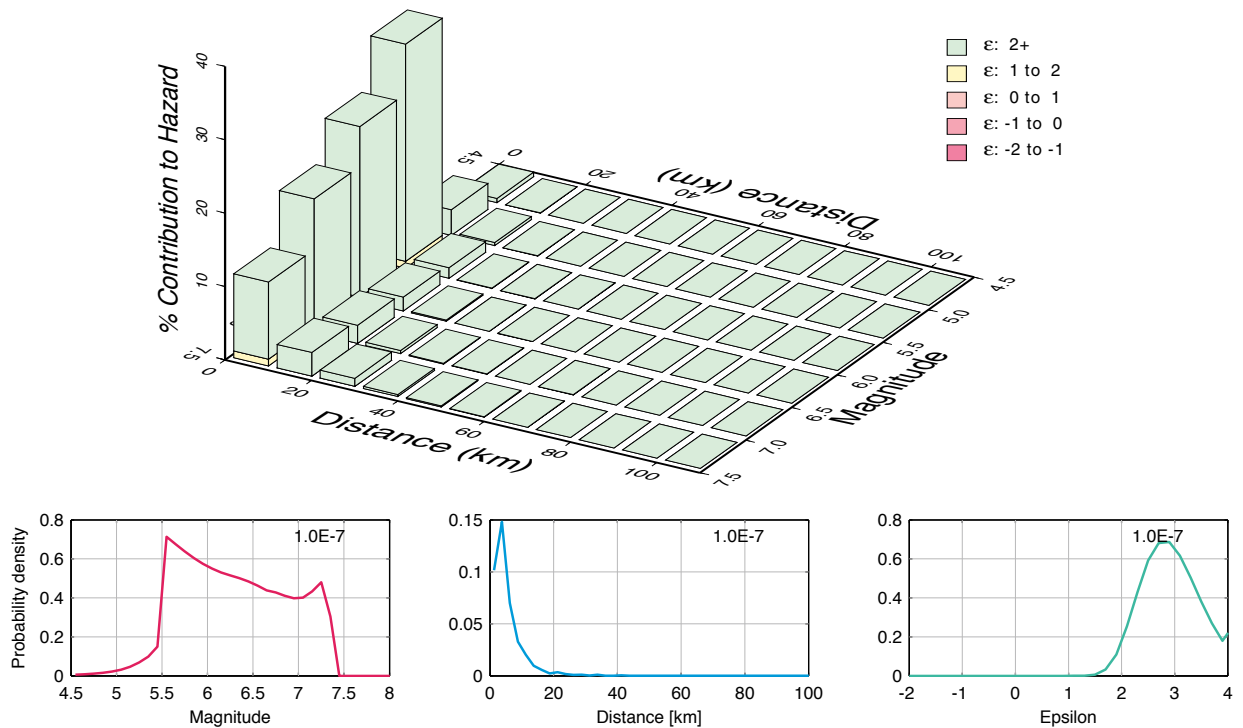 % Contribution to Hazard
40
30
20
10
0
20
40
60
80
100
Distance (km)
4.5
5.0
5.5
6.0
6.5
7.0
7.5
Magnitude
4.5
7.5
0
20
40
60
80
100
Distance (km)
ε: 2+
ε: 1 to 2
ε: 0 to 1
ε: -1 to 0
ε: -2 to -1
Probability density
0.8
0.6
0.4
0.2
0
1.0E-7
4.5 5 5.5 6 6.5 7 7.5 8
Magnitude
0.15
0.1
0.05
0
1.0E-7
0 20 40 60 80 100
Distance [km]
0.8
0.6
0.4
0.2
0
1.0E-7
-2 -1 0 1 2 3 4
Epsilon